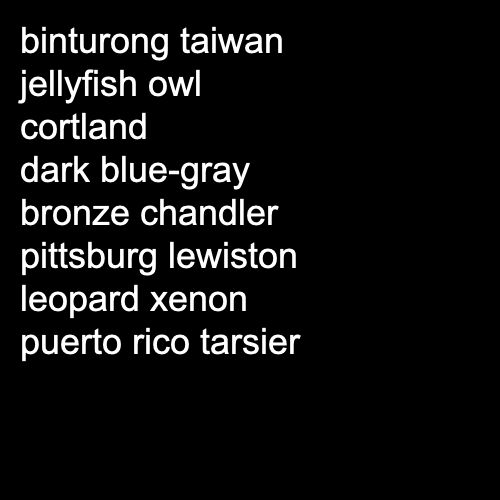 binturong taiwan
jellyfish owl
cortland
dark blue-gray
bronze chandler
pittsburg lewiston
leopard xenon
puerto rico tarsier